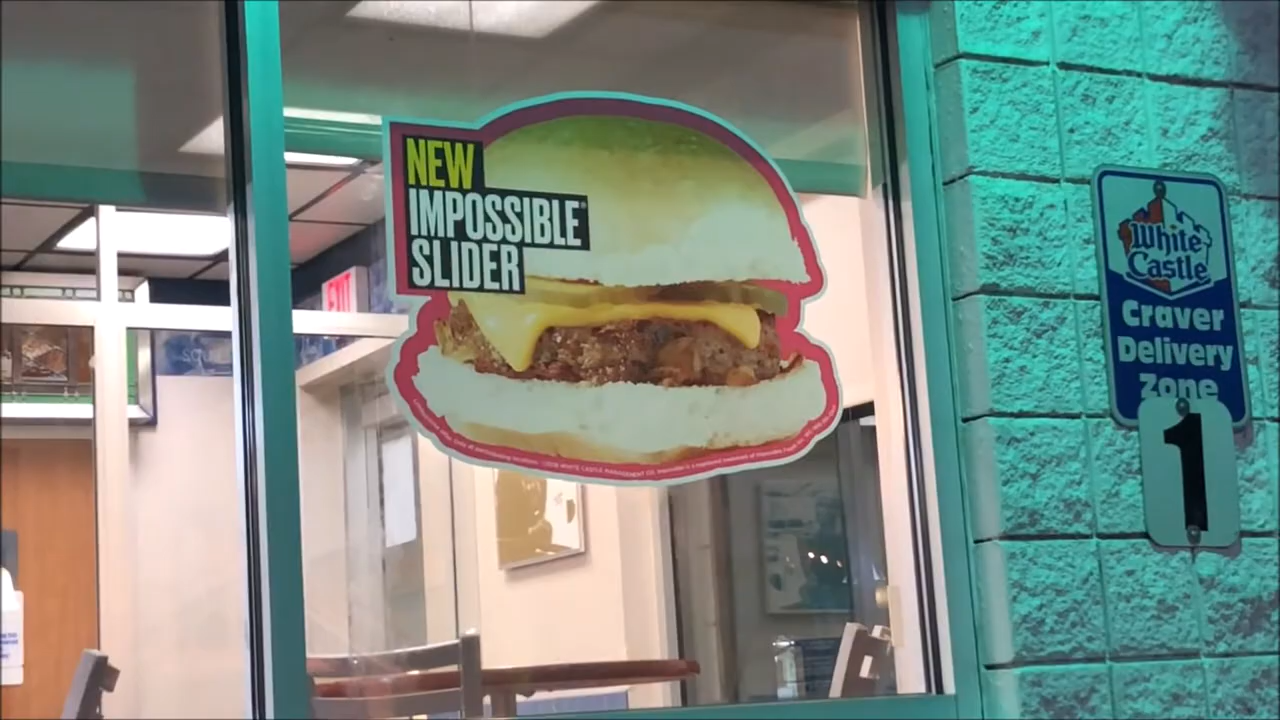 NEW
IMPOSSIBLE®
SLIDER
EXIT
White
Castle
Craver
Delivery
Zone
1